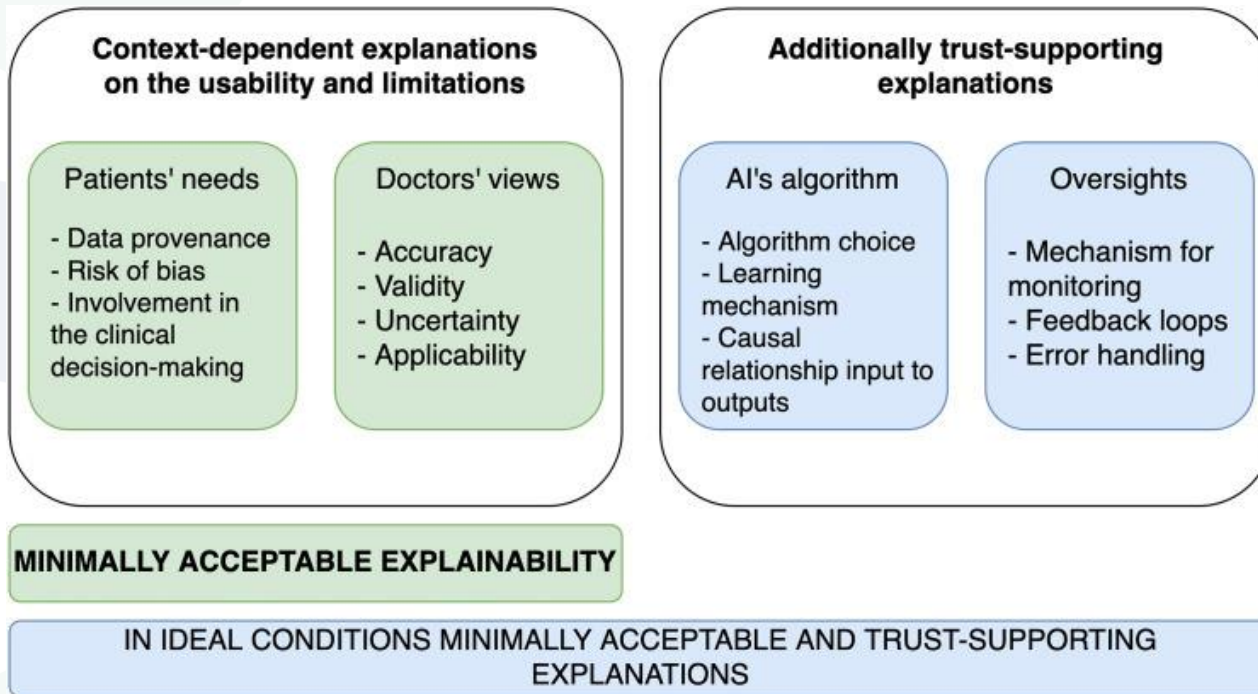 Context-dependent explanations
on the usability and limitations
Patients' needs
- Data provenance
- Risk of bias
- Involvement in
the clinical
decision-making
Doctors' views
- Accuracy
- Validity
- Uncertainty
- Applicability
Additionally trust-supporting
explanations
AI's algorithm
- Algorithm choice
- Learning
mechanism
- Causal
relationship input to
outputs
Oversights
- Mechanism for
monitoring
- Feedback loops
- Error handling
MINIMALLY ACCEPTABLE EXPLAINABILITY
IN IDEAL CONDITIONS MINIMALLY ACCEPTABLE AND TRUST-SUPPORTING
EXPLANATIONS